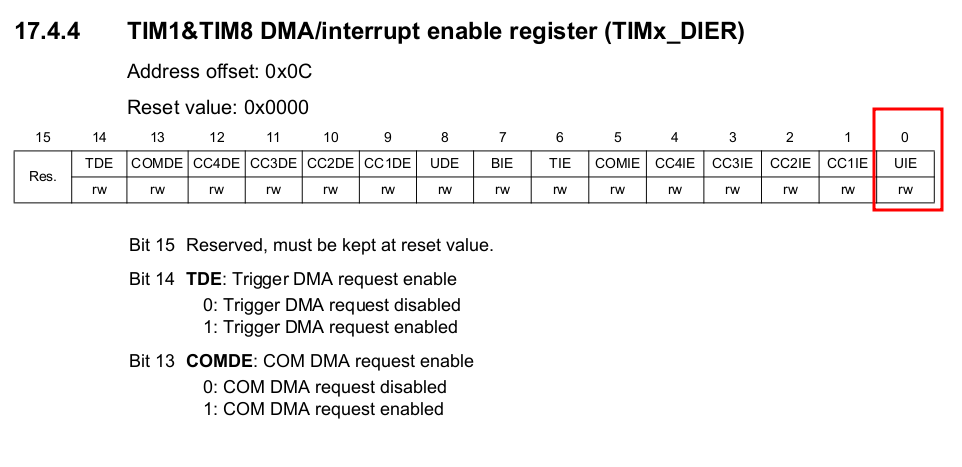 17.4.4 TIM1&TIM8 DMA/interrupt enable register (TIMx_DIER)
Address offset: 0x0C
Reset value: 0x0000
15 14 13 12 11 10 9 8 7 6 5 4 3 2 1 0
Res. TDE COMDE CC4DE CC3DE CC2DE CC1DE UDE BIE TIE COMIE CC4IE CC3IE CC2IE CC1IE UIE
rw rw rw rw rw rw rw rw rw rw rw rw rw rw rw
Bit 15 Reserved, must be kept at reset value.
Bit 14 TDE: Trigger DMA request enable
0: Trigger DMA request disabled
1: Trigger DMA request enabled
Bit 13 COMDE: COM DMA request enable
0: COM DMA request disabled
1: COM DMA request enabled